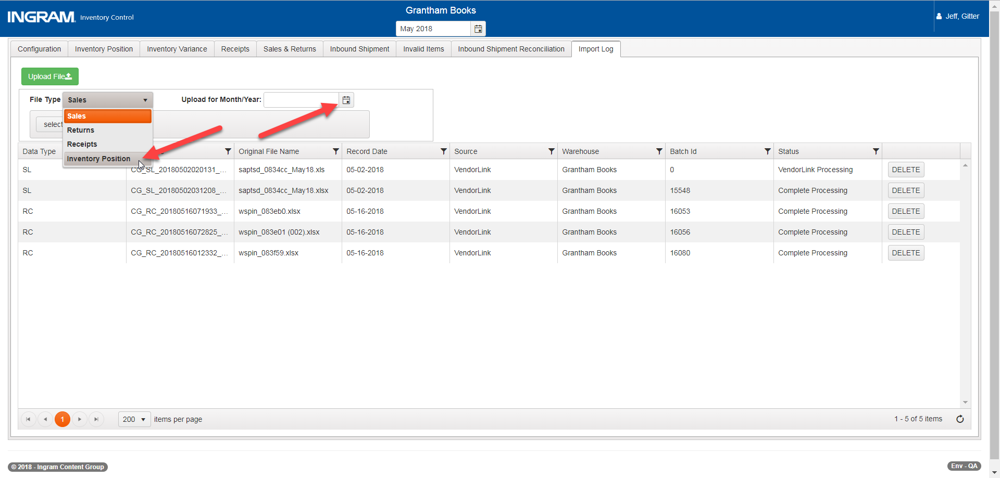 INGRAM Inventory Control
Grantham Books
May 2018
Jeff, Gitter
Configuration Inventory Position Inventory Variance Receipts Sales & Returns Inbound Shipment Invalid Items Inbound Shipment Reconciliation Import Log
Upload File
File Type Sales Upload for Month/Year:
Sales
select
Returns
Receipts
Inventory Position
Data Type Original File Name Record Date Source Warehouse Batch Id Status
SL CG_SL_20180502020131_... saptsd_0834cc_May18.xls 05-02-2018 VendorLink Grantham Books 0 VendorLink Processing DELETE
SL CG_SL_20180502031208_... saptsd_0834cc_May18.xlsx 05-02-2018 VendorLink Grantham Books 15548 Complete Processing DELETE
RC CG_RC_20180516071933_... wspin_083eb0.xlsx 05-16-2018 VendorLink Grantham Books 16053 Complete Processing DELETE
RC CG_RC_20180516072825_... wspin_083e01 (002).xlsx 05-16-2018 VendorLink Grantham Books 16056 Complete Processing DELETE
RC CG_RC_20180516012332_... wspin_083f59.xlsx 05-16-2018 VendorLink Grantham Books 16080 Complete Processing DELETE
1 200 items per page 1 - 5 of 5 items
© 2018 - Ingram Content Group
Env - QA